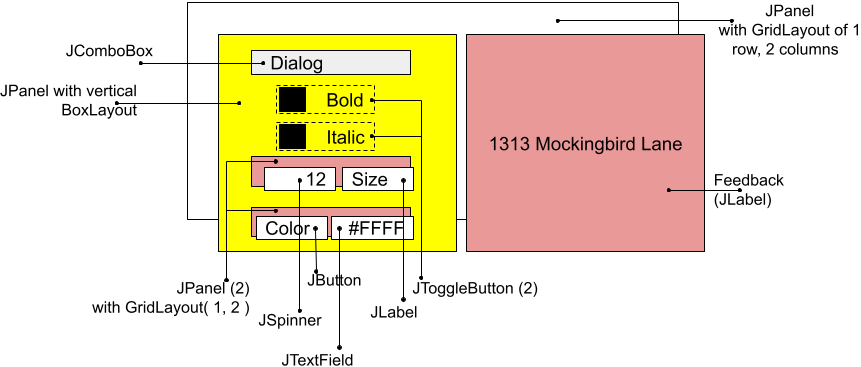 JPanel
with GridLayout of 1
row, 2 columns
JComboBox
Dialog
JPanel with vertical
BoxLayout
Bold
Italic
1313 Mockingbird Lane
12
Size
Feedback
(JLabel)
Color
#FFFF
JPanel (2)
with GridLayout( 1, 2 )
JButton
JToggleButton (2)
JSpinner
JLabel
JTextField